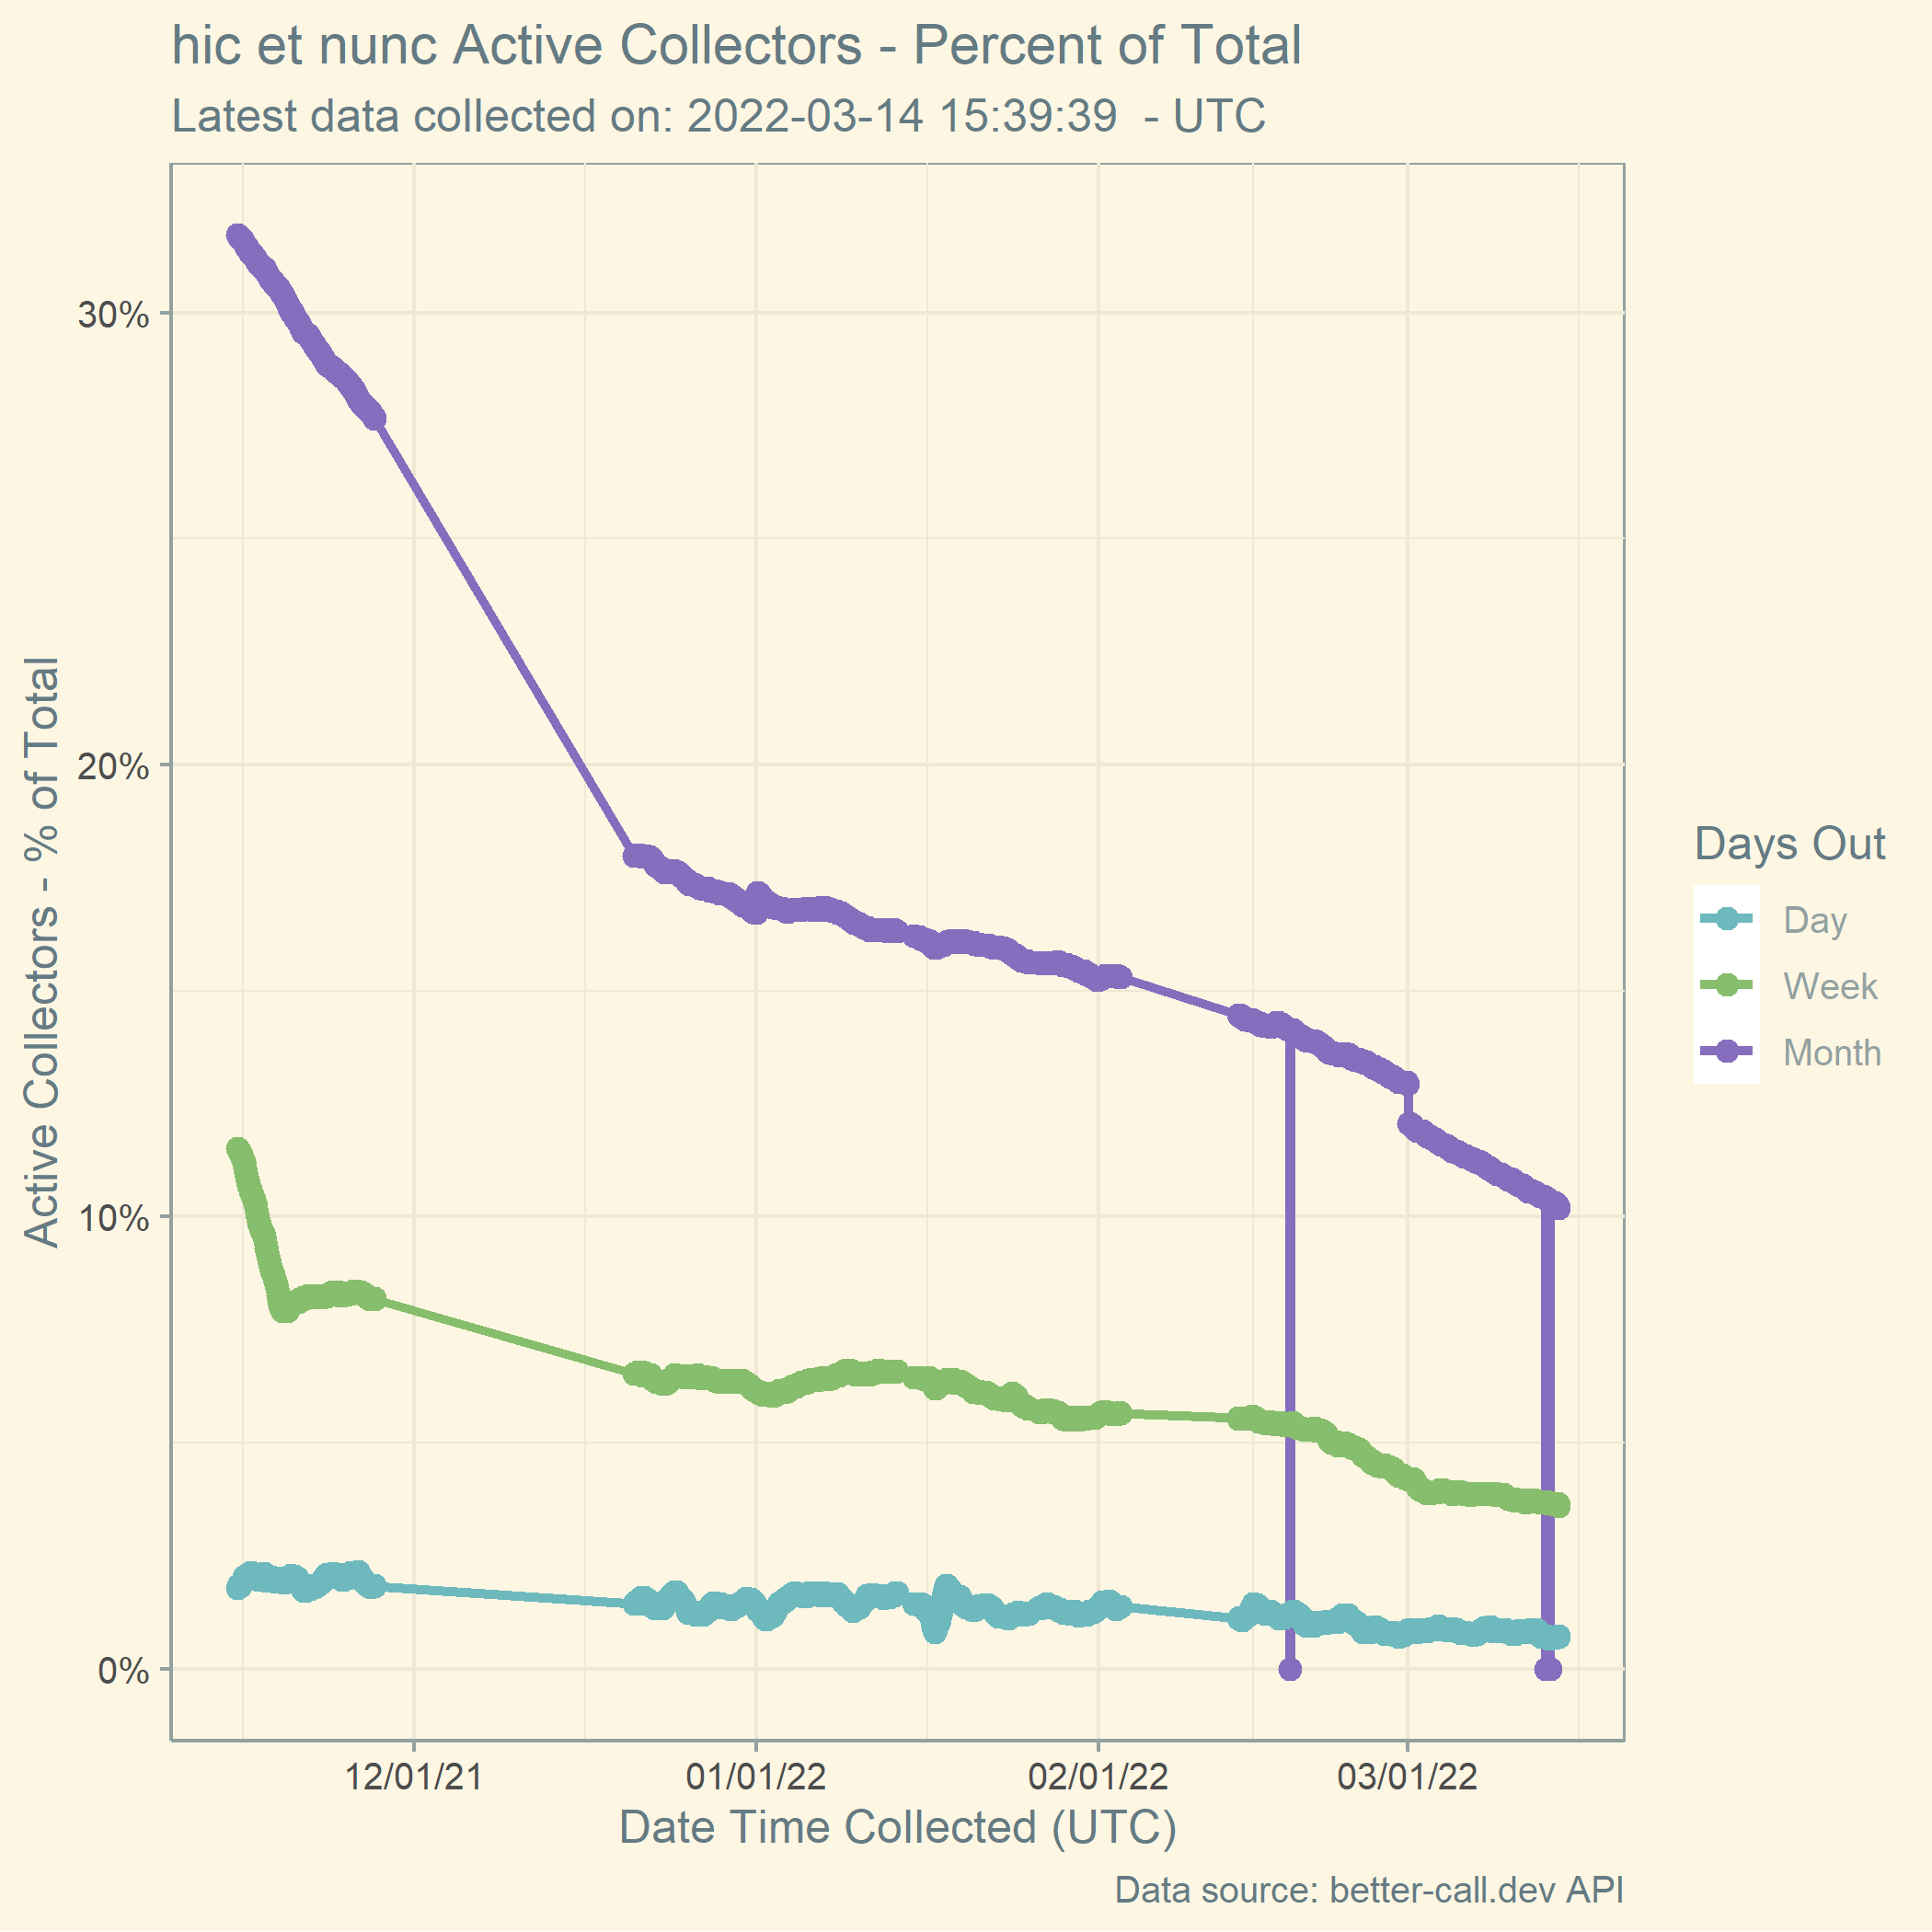 hic et nunc Active Collectors - Percent of Total
Latest data collected on: 2022-03-14 15:39:39  - UTC
Active Collectors - % of Total
30%
20%
10%
0%
12/01/21
01/01/22
02/01/22
03/01/22
Date Time Collected (UTC)
Days Out
Day
Week
Month
Data source: better-call.dev API